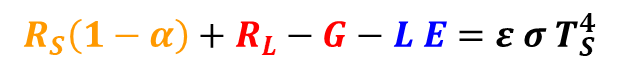 R_S(1 − α) + R_L − G − L E = ε σ T_S^4